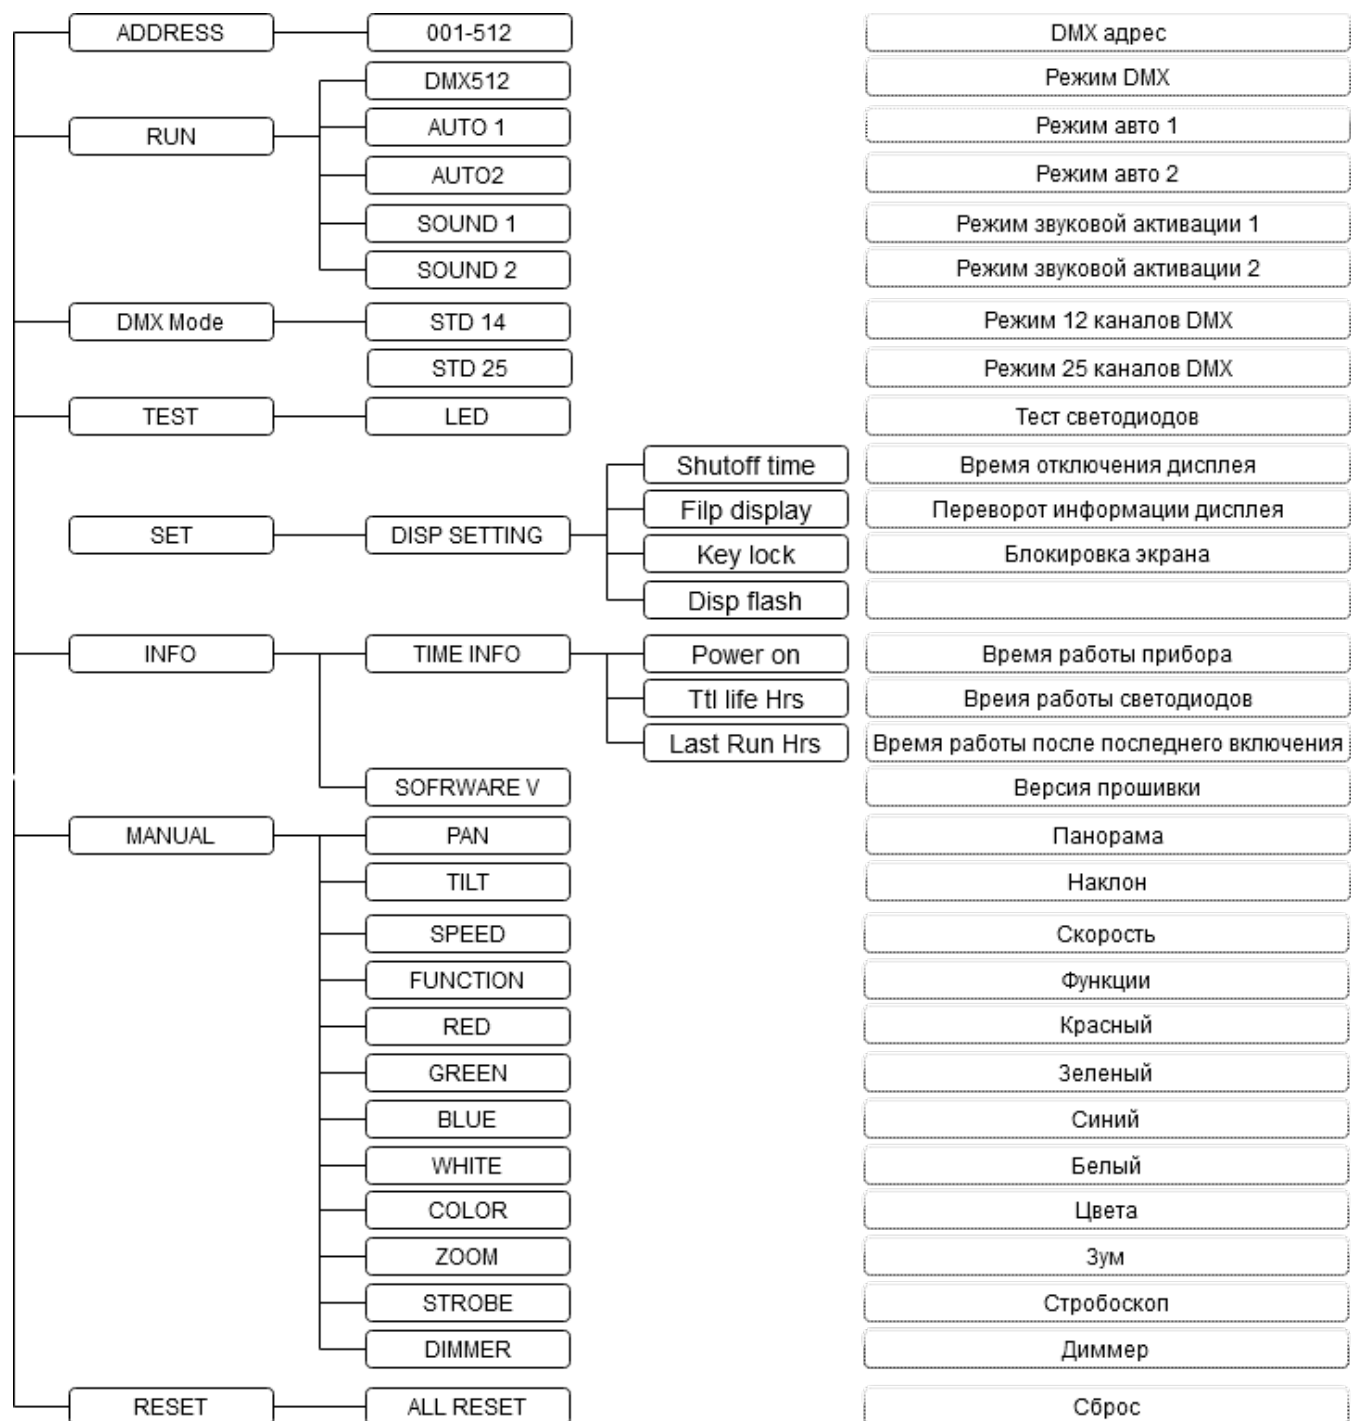 ADDRESS 001-512 DMX адрес
DMX512 Режим DMX
RUN AUTO 1 Режим авто 1
AUTO2 Режим авто 2
SOUND 1 Режим звуковой активации 1
SOUND 2 Режим звуковой активации 2
DMX Mode STD 14 Режим 12 каналов DMX
STD 25 Режим 25 каналов DMX
TEST LED Тест светодиодов
Shutoff time Время отключения дисплея
Filp display Переворот информации дисплея
SET DISP SETTING Key lock Блокировка экрана
Disp flash
INFO TIME INFO Power on Время работы прибора
Ttl life Hrs Вреия работы светодиодов
Last Run Hrs Время работы после последнего включения
SOFRWARE V Версия прошивки
MANUAL PAN Панорама
TILT Наклон
SPEED Скорость
FUNCTION Функции
RED Красный
GREEN Зеленый
BLUE Синий
WHITE Белый
COLOR Цвета
ZOOM Зум
STROBE Стробоскоп
DIMMER Диммер
RESET ALL RESET Сброс